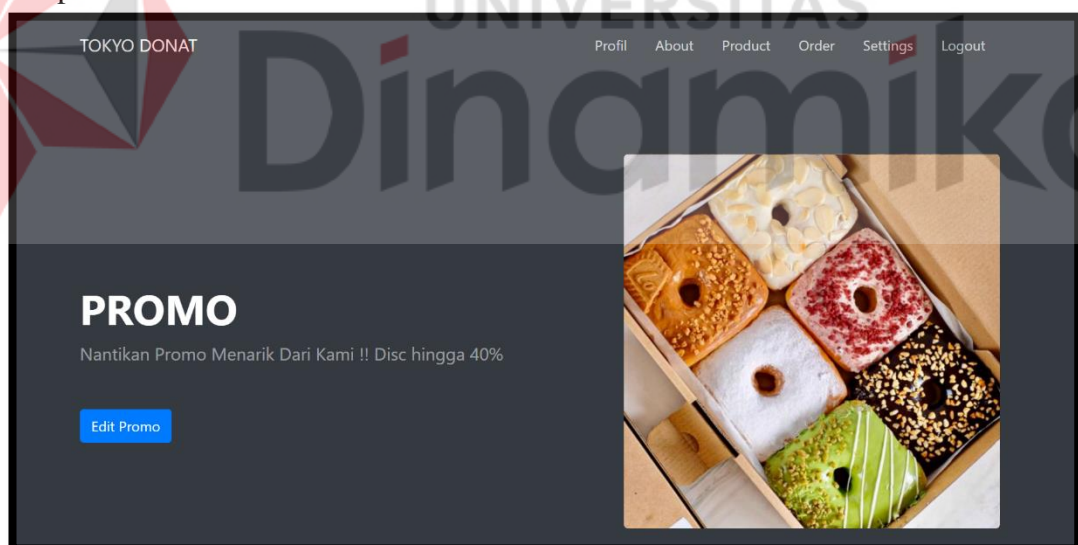 UNIVERSITAS
Dinamika
TOKYO DONAT
Profil About Product Order Settings Logout
PROMO
Nantikan Promo Menarik Dari Kami !! Disc hingga 40%
Edit Promo